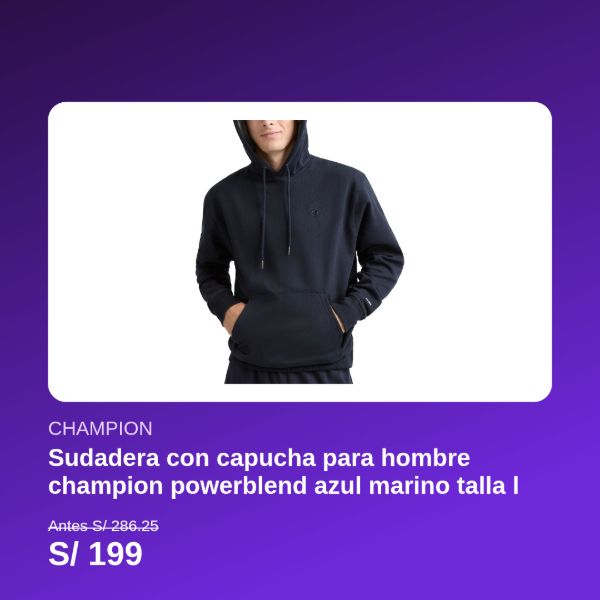 CHAMPION
Sudadera con capucha para hombre
champion powerblend azul marino talla l
Antes S/ 286.25
S/ 199